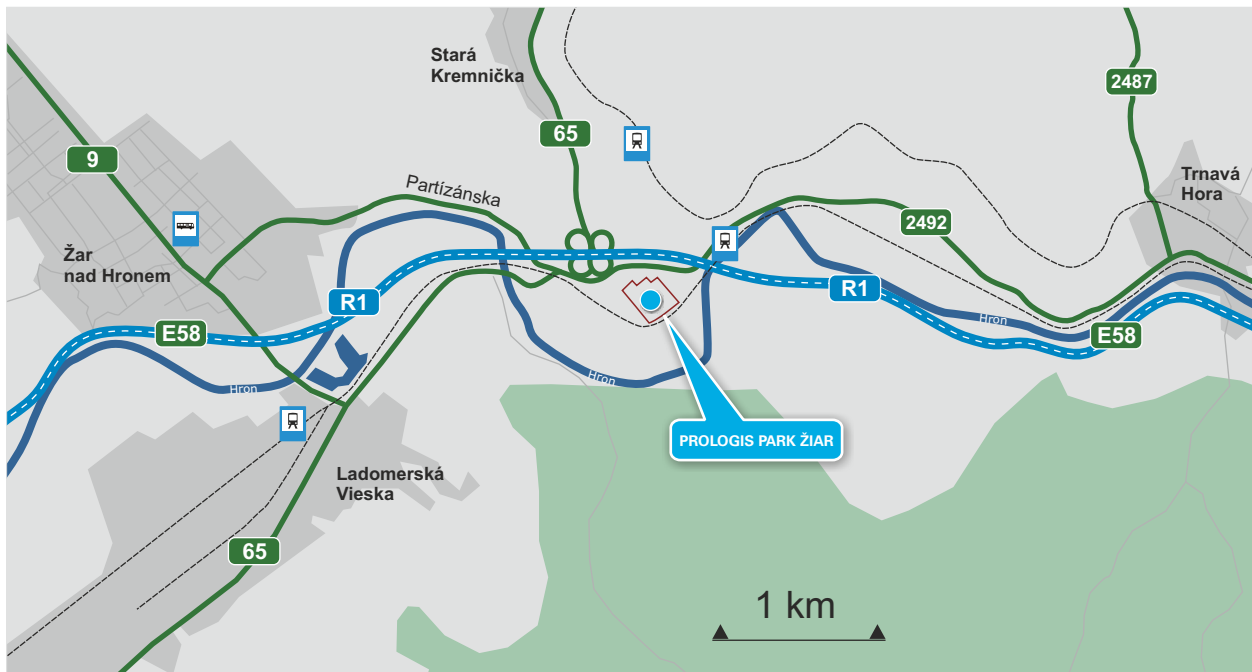 Stará
Kremnička
2487
65
9
Trnavá
Hora
Partízánska
2492
Žar
nad Hronem
R1
R1
E58
Hron
E58
Hron
Hron
PROLOGIS PARK ŽIAR
Ladomerská
Vieska
65
1 km